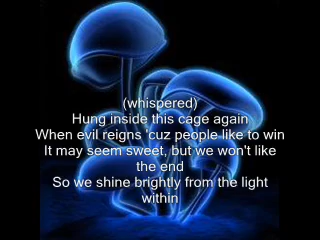 (whispered)
Hung inside this cage again
When evil reigns 'cuz people like to win
It may seem sweet, but we won't like
the end
So we shine brightly from the light
within